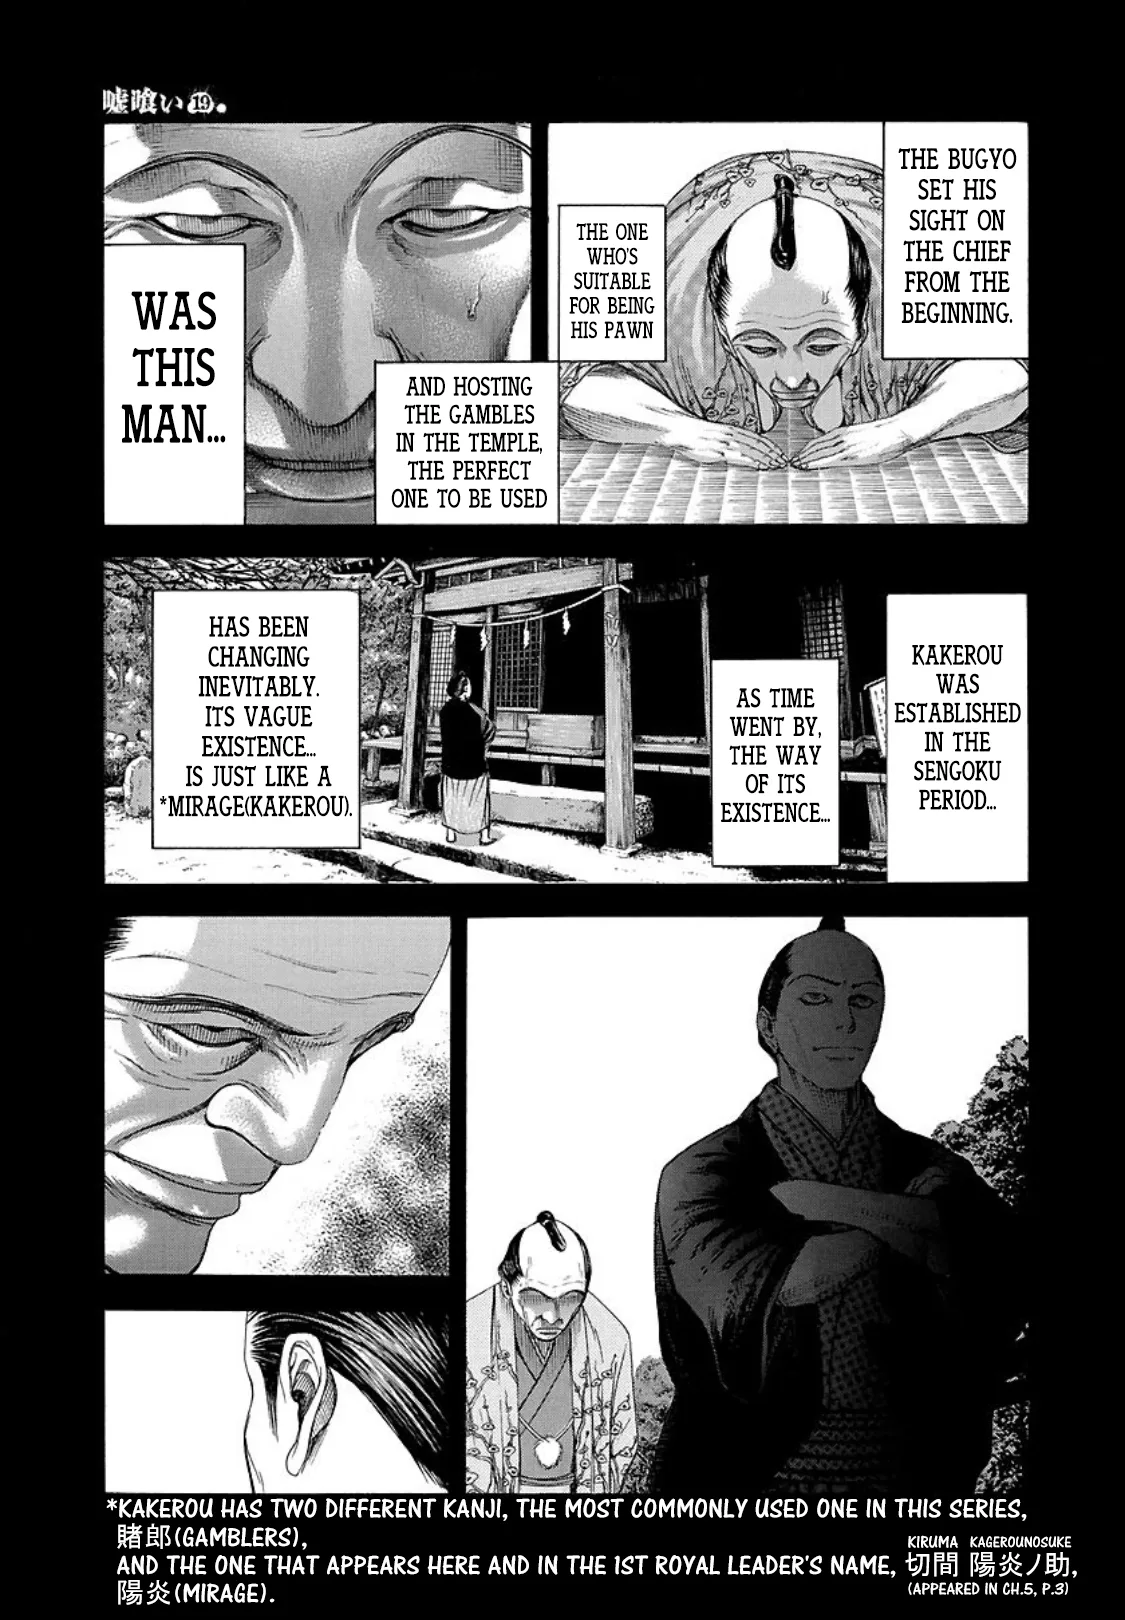 嘘喰い 19.
THE BUGYO
SET HIS
SIGHT ON
THE CHIEF
FROM THE
BEGINNING.
THE ONE
WHO'S
SUITABLE
FOR BEING
HIS PAWN
AND HOSTING
THE GAMBLES
IN THE TEMPLE,
THE PERFECT
ONE TO BE USED
WAS
THIS
MAN...
KAKEROU
WAS
ESTABLISHED
IN THE
SENGOKU
PERIOD...
AS TIME
WENT BY,
THE WAY
OF ITS
EXISTENCE...
HAS BEEN
CHANGING
INEVITABLY.
ITS VAGUE
EXISTENCE...
IS JUST LIKE A
*MIRAGE(KAKEROU).
*KAKEROU HAS TWO DIFFERENT KANJI, THE MOST COMMONLY USED ONE IN THIS SERIES,
賭郎(GAMBLERS),
KIRUMA KAGEROUNOSUKE
AND THE ONE THAT APPEARS HERE AND IN THE 1ST ROYAL LEADER'S NAME, 切間 陽炎ノ助,
(APPEARED IN CH.5, P.3)
陽炎(MIRAGE).